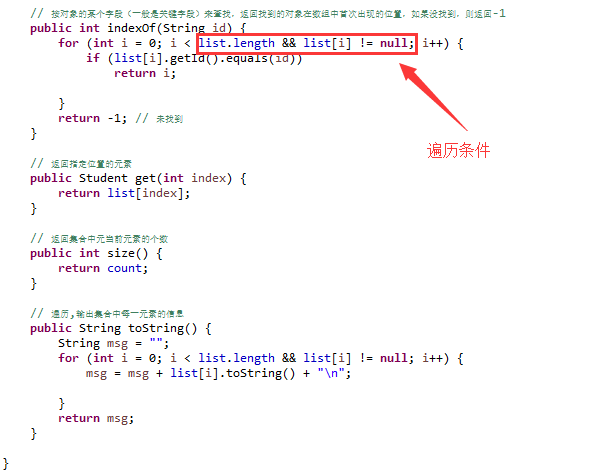 // 按对象的某个字段（一般是关键字段）来查找，返回找到的对象在数组中首次出现的位置，如果没找到，则返回-1
public int indexOf(String id) {
for (int i = 0; i < list.length && list[i] != null; i++) {
if (list[i].getId().equals(id))
return i;
}
return -1; // 未找到
}
遍历条件
// 返回指定位置的元素
public Student get(int index) {
return list[index];
}
// 返回集合中元当前元素的个数
public int size() {
return count;
}
// 遍历,输出集合中每一元素的信息
public String toString() {
String msg = "";
for (int i = 0; i < list.length && list[i] != null; i++) {
msg = msg + list[i].toString() + "\n";
}
return msg;
}
}